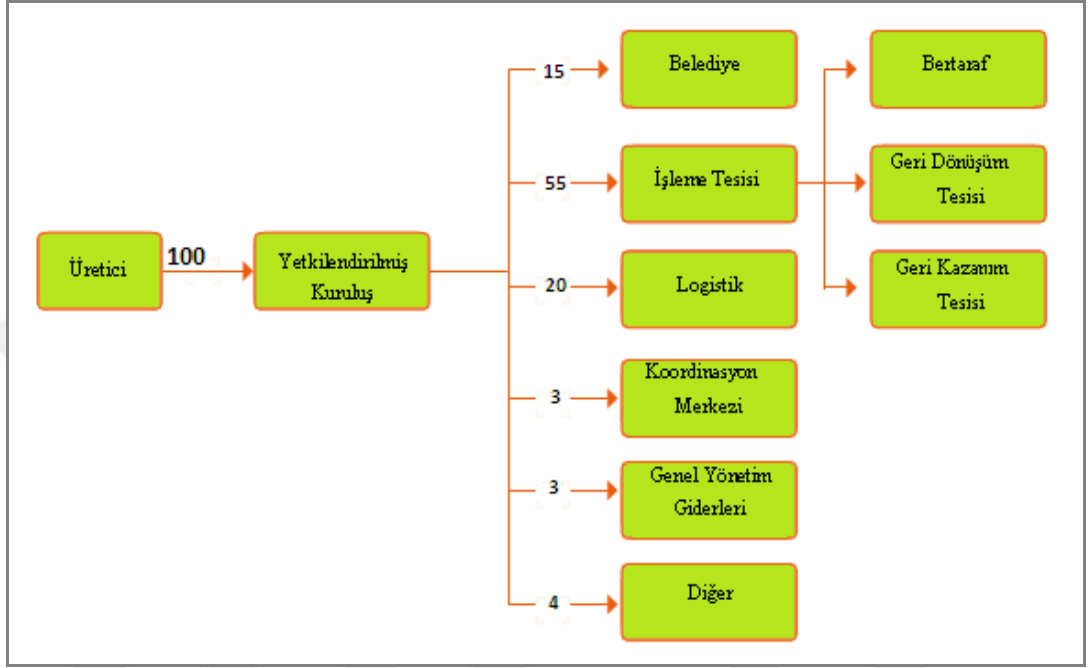 Üretici
100
Yetkilendirilmiş
Kuruluş
15
Belediye
55
İşleme Tesisi
20
Logistik
3
Koordinasyon
Merkezi
3
Genel Yönetim
Giderleri
4
Diğer
Bertaraf
Geri Dönüşüm
Tesisi
Geri Kazanım
Tesisi